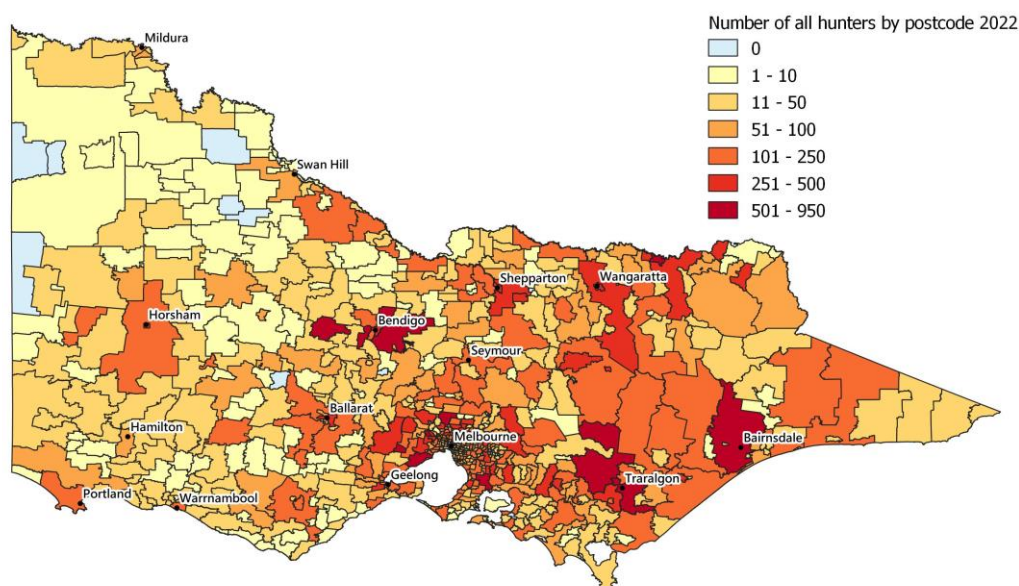 Number of all hunters by postcode 2022
0
1 - 10
11 - 50
51 - 100
101 - 250
251 - 500
501 - 950
Mildura
Swan Hill
Shepparton
Wangaratta
Horsham
Bendigo
Seymour
Ballarat
Hamilton
Melbourne
Bairnsdale
Geelong
Traralgon
Portland
Warrnambool